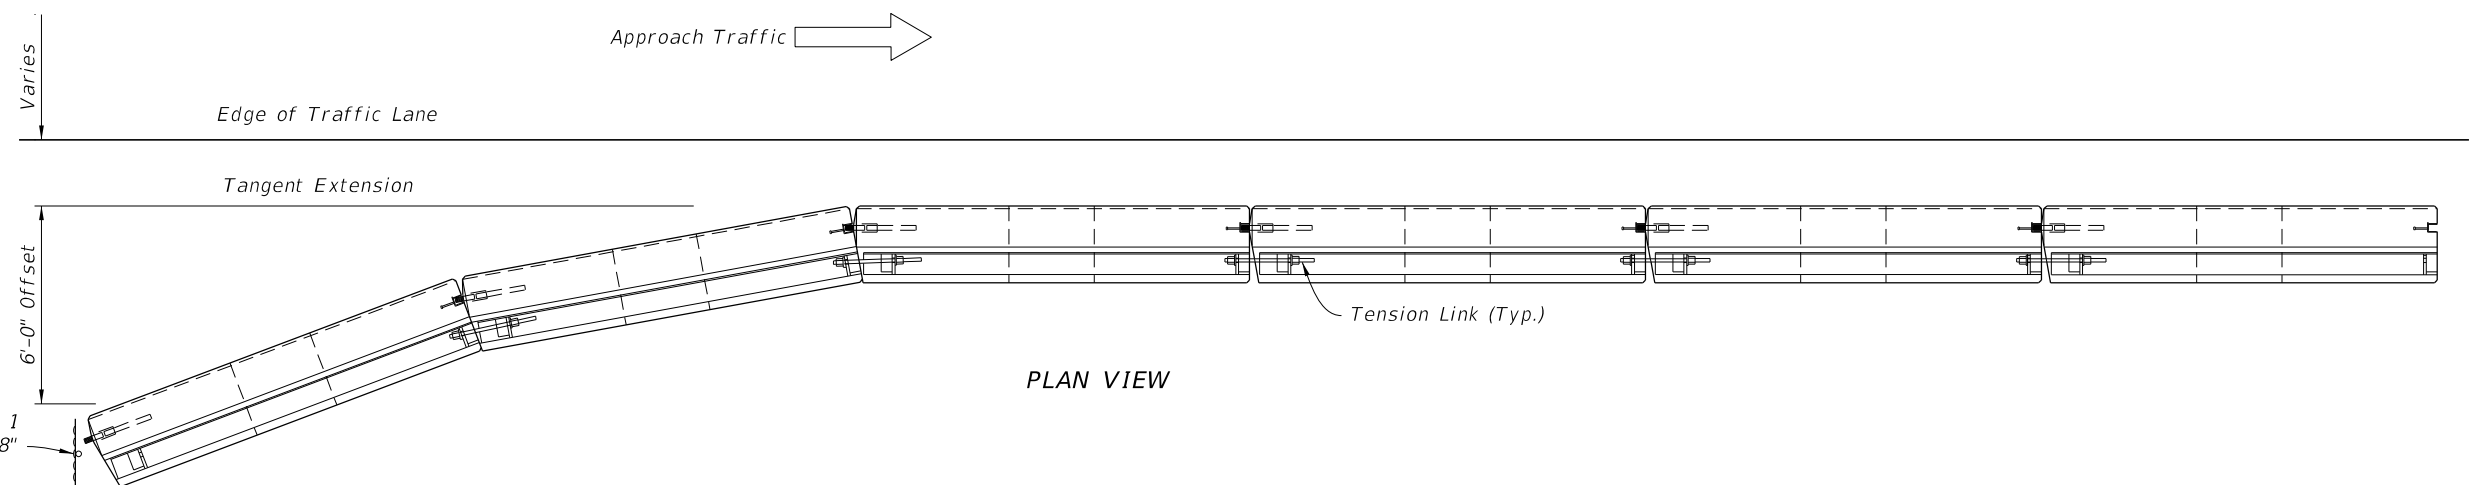 Approach Traffic
Varies
Edge of Traffic Lane
Tangent Extension
6'-0" Offset
Tension Link (Typ.)
PLAN VIEW
1
8"